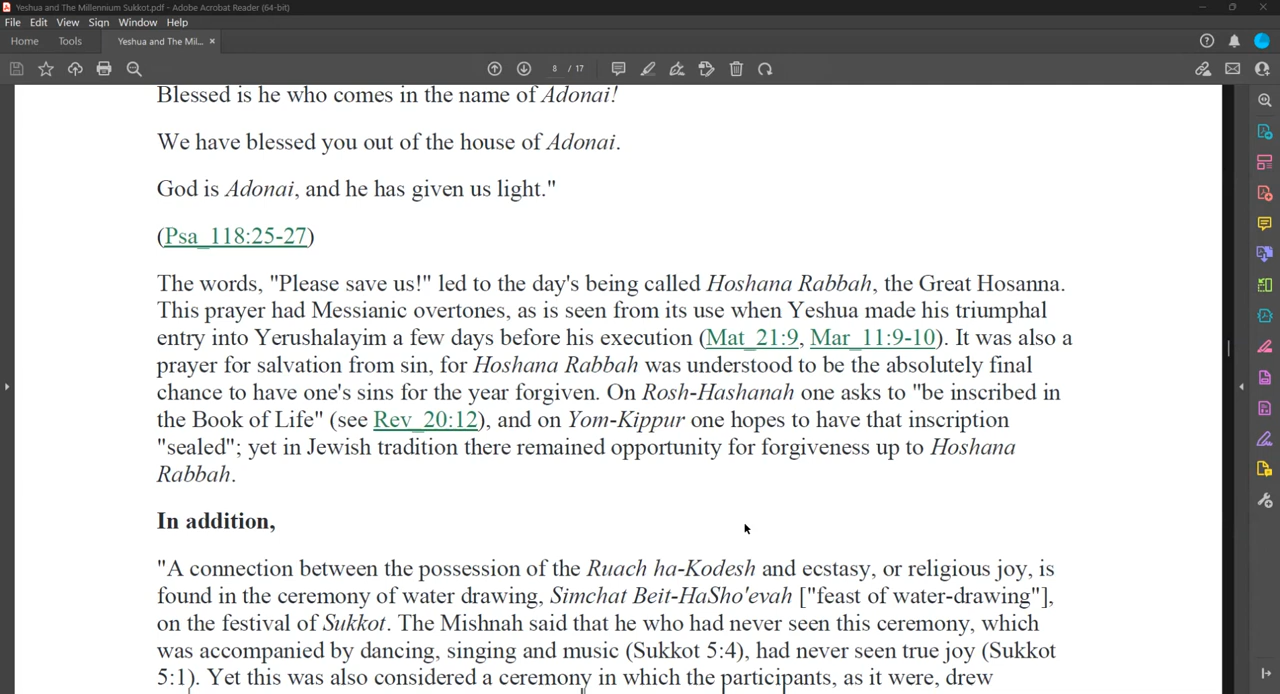 Yeshua and The Millennium Sukkot.pdf - Adobe Acrobat Reader (64-bit)
File Edit View Sign Window Help
Home Tools Yeshua and The Mil... ×
8 / 17
Blessed is he who comes in the name of Adonai!
We have blessed you out of the house of Adonai.
God is Adonai, and he has given us light."
(Psa_118:25-27)
The words, "Please save us!" led to the day's being called Hoshana Rabbah, the Great Hosanna.
This prayer had Messianic overtones, as is seen from its use when Yeshua made his triumphal
entry into Yerushalayim a few days before his execution (Mat_21:9, Mar_11:9-10). It was also a
prayer for salvation from sin, for Hoshana Rabbah was understood to be the absolutely final
chance to have one's sins for the year forgiven. On Rosh-Hashanah one asks to "be inscribed in
the Book of Life" (see Rev_20:12), and on Yom-Kippur one hopes to have that inscription
"sealed"; yet in Jewish tradition there remained opportunity for forgiveness up to Hoshana
Rabbah.
In addition,
"A connection between the possession of the Ruach ha-Kodesh and ecstasy, or religious joy, is
found in the ceremony of water drawing, Simchat Beit-HaSho'evah ["feast of water-drawing"],
on the festival of Sukkot. The Mishnah said that he who had never seen this ceremony, which
was accompanied by dancing, singing and music (Sukkot 5:4), had never seen true joy (Sukkot
5:1). Yet this was also considered a ceremony in which the participants, as it were, drew